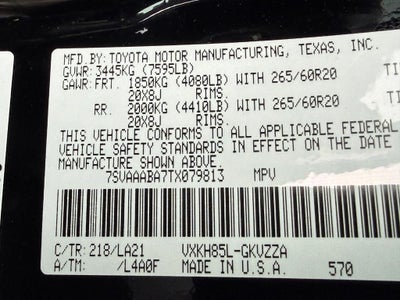 MFD.BY: TOYOTA MOTOR MANUFACTURING, TEXAS, INC.
GVWR: 3445KG (7595LB)
GAWR: FRT. 1850KG (4080LB) WITH 265/60R20
20X8J RIMS.
RR. 2000KG (4410LB) WITH 265/60R20
20X8J RIMS.
THIS VEHICLE CONFORMS TO ALL APPLICABLE FEDERAL
VEHICLE SAFETY STANDARDS IN EFFECT ON THE DATE
MANUFACTURE SHOWN ABOVE.
7SVAAABA7TX079813 MPV
C/TR: 218/LA21 VXKH85L-GKVZZA
A/TM: /L4A0F MADE IN U.S.A. 570